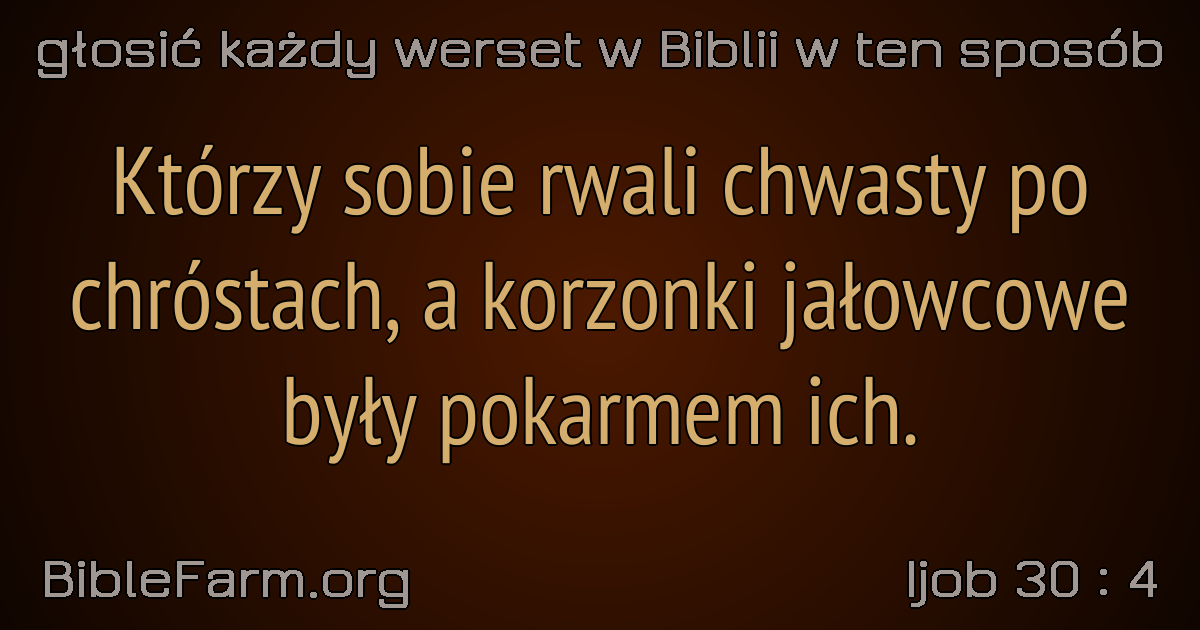 głosić każdy werset w Biblii w ten sposób
Którzy sobie rwali chwasty po
chróstach, a korzonki jałowcowe
były pokarmem ich.
BibleFarm.org
Ijob 30 : 4